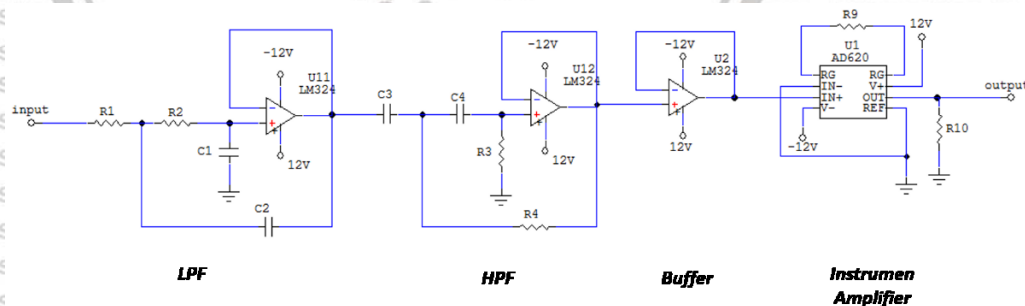 input
R1
R2
C1
C2
-12v
U11
LM324
12v
C3
C4
R3
R4
-12v
U12
LM324
12v
-12v
U2
LM324
12v
R9
U1
AD620
12v
RG
IN-
IN+
V-
RG
V+
OUT
REF
-12v
R10
output
LPF
HPF
Buffer
Instrumen
Amplifier